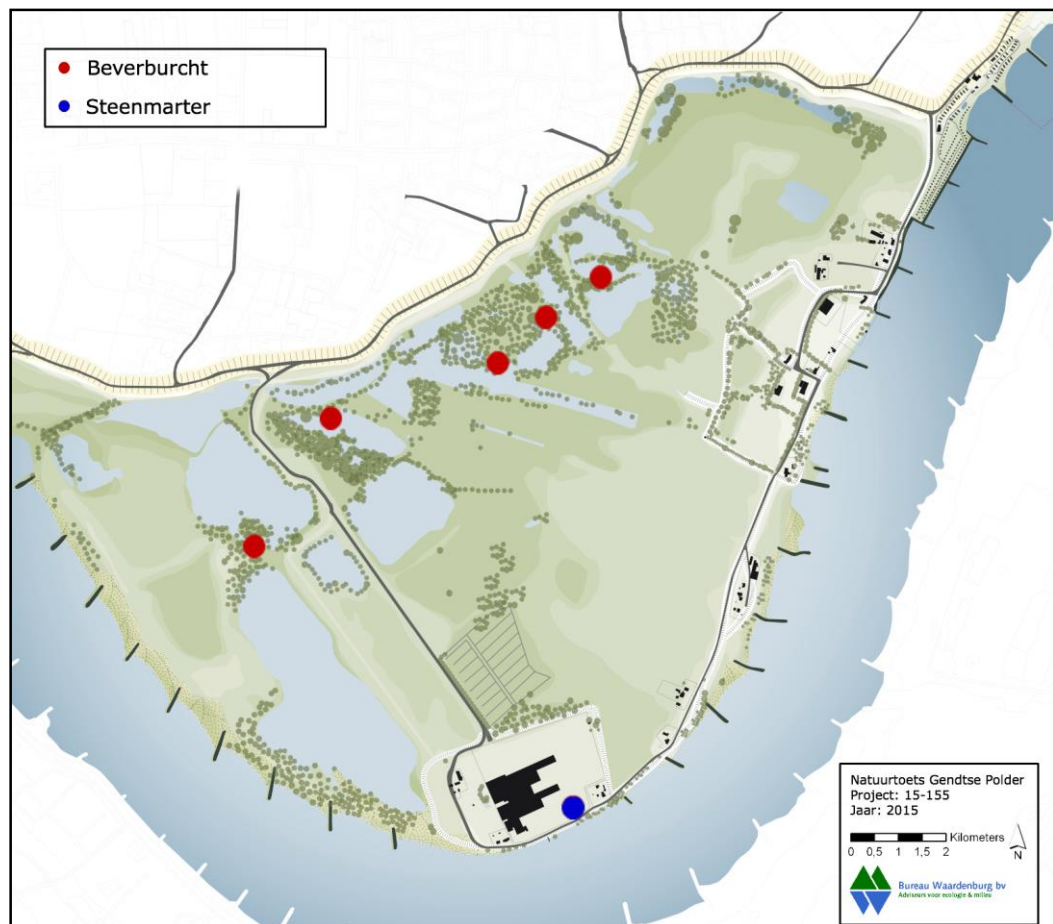 Beverburcht
Steenmarter
Natuurtoets Gendtse Polder
Project: 15-155
Jaar: 2015
Kilometers
0 0,5 1 1,5 2
N
Bureau Waardenburg bv
Adviseurs voor ecologie & milieu